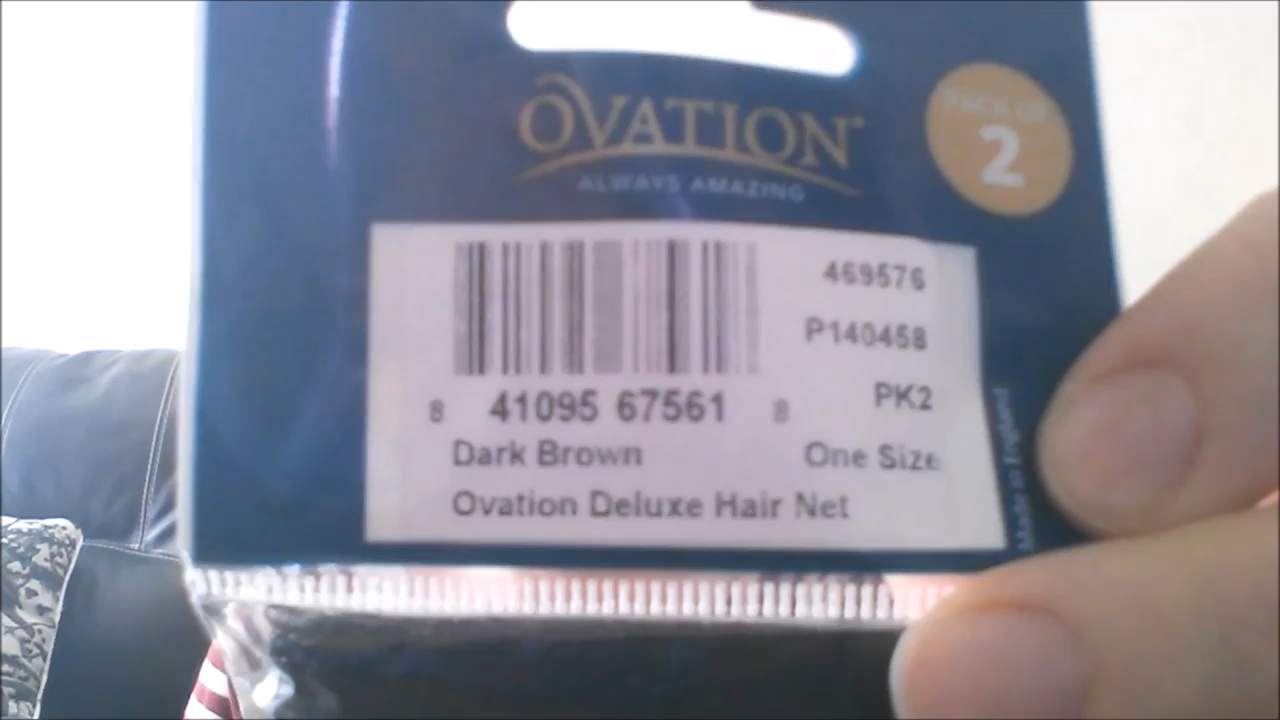 OVATION
ALWAYS AMAZING
PACK OF
2
469576
P140458
PK2
8 41095 67561 8
Dark Brown One Size
Ovation Deluxe Hair Net
Made in England